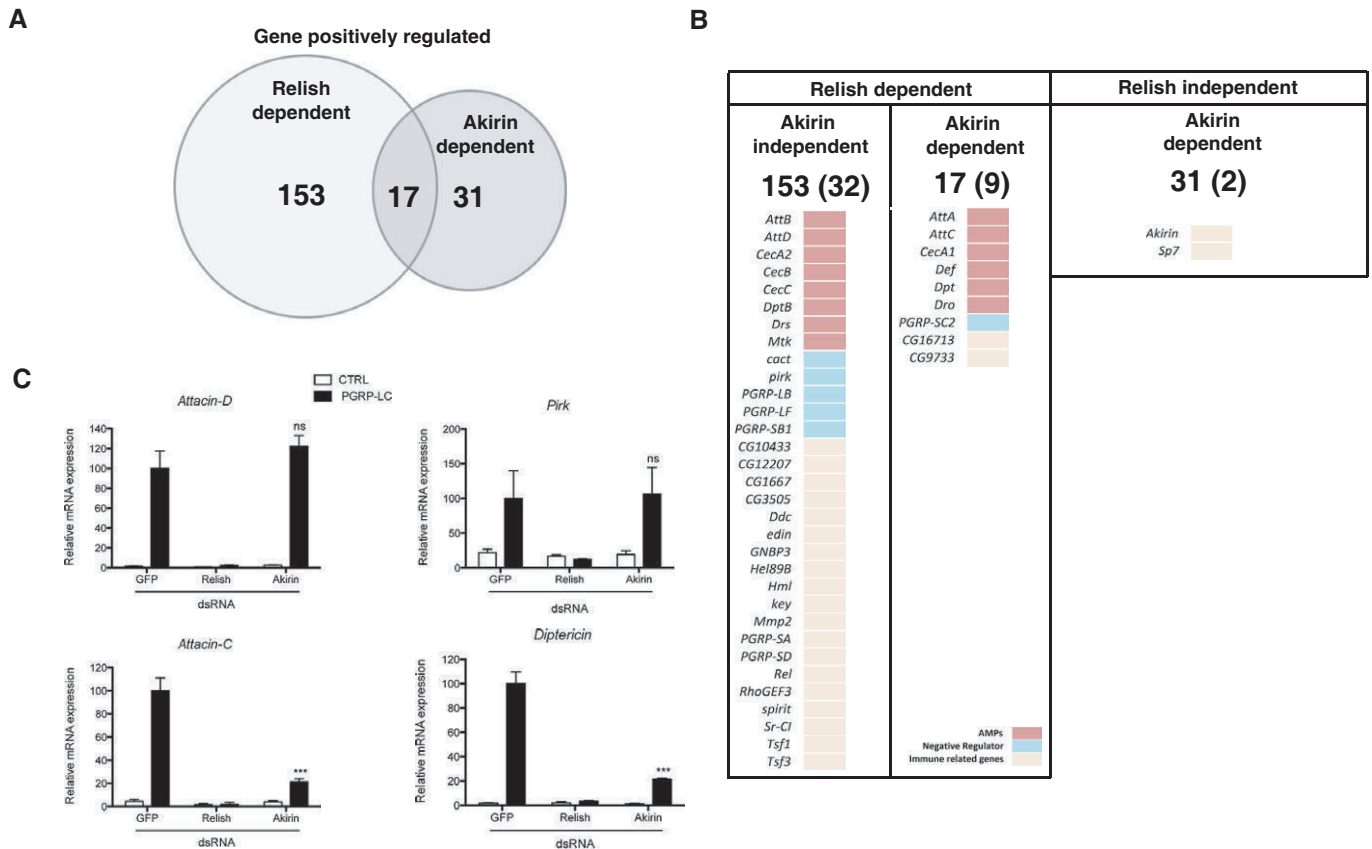 A
Gene positively regulated
Relish
dependent
Akirin
dependent
153
17
31
B
Relish dependent
Relish independent
Akirin
independent
153 (32)
Akirin
dependent
17 (9)
Akirin
dependent
31 (2)
AttB
AttD
CecA2
CecB
CecC
DptB
Drs
Mtk
cact
pirk
PGRP-LB
PGRP-LF
PGRP-SB1
CG10433
CG12207
CG1667
CG3505
Ddc
edin
GNBP3
Hel89B
Hml
key
Mmp2
PGRP-SA
PGRP-SD
Rel
RhoGEF3
spirit
Sr-CI
Tsf1
Tsf3
AttA
AttC
CecA1
Def
Dpt
Dro
PGRP-SC2
CG16713
CG9733
Akirin
Sp7
AMPs
Negative Regulator
Immune related genes
C
CTRL
PGRP-LC
Attacin-D
Relative mRNA expression
140
120
100
80
60
40
20
0
ns
GFP Relish Akirin
dsRNA
Pirk
Relative mRNA expression
200
150
100
50
0
ns
GFP Relish Akirin
dsRNA
Attacin-C
Relative mRNA expression
120
100
80
60
40
20
0
***
GFP Relish Akirin
dsRNA
Diptericin
Relative mRNA expression
120
100
80
60
40
20
0
***
GFP Relish Akirin
dsRNA